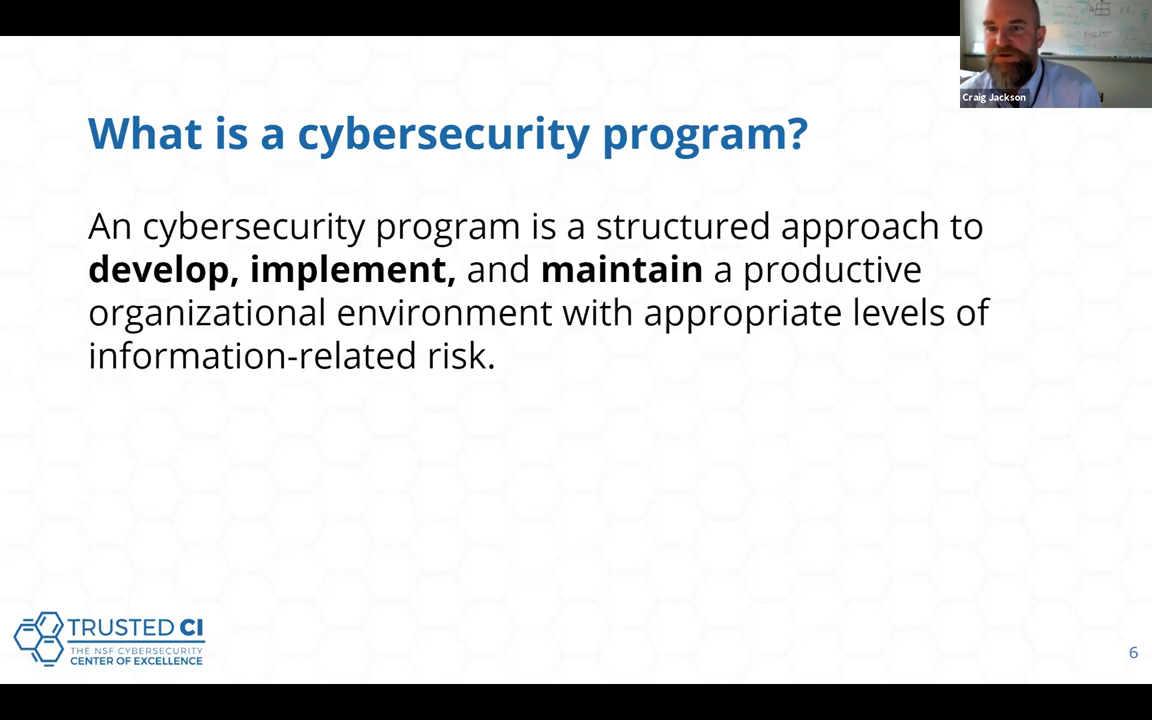 Craig Jackson
What is a cybersecurity program?
An cybersecurity program is a structured approach to
develop, implement, and maintain a productive
organizational environment with appropriate levels of
information-related risk.
TRUSTED CI
THE NSF CYBERSECURITY
CENTER OF EXCELLENCE
6